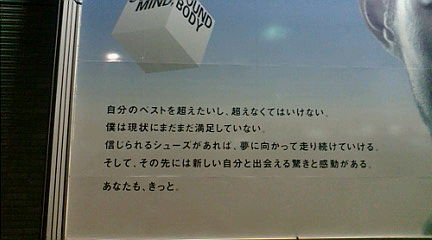 OUND
MIND, BODY
自分のベストを超えたいし、超えなくてはいけない。
僕は現状にまだまだ満足していない。
信じられるシューズがあれば、夢に向かって走り続けていける。
そして、その先には新しい自分と出会える驚きと感動がある。
あなたも、きっと。